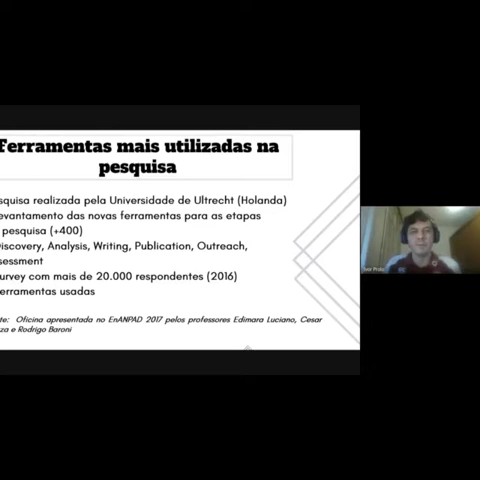 Ferramentas mais utilizadas na
pesquisa
squisa realizada pela Universidade de Ultrecht (Holanda)
evantamento das novas ferramentas para as etapas
pesquisa (+400)
iscovery, Analysis, Writing, Publication, Outreach,
sessment
urvey com mais de 20.000 respondentes (2016)
erramentas usadas
te: Oficina apresentada no EnANPAD 2017 pelos professores Edimara Luciano, Cesar
za e Rodrigo Baroni